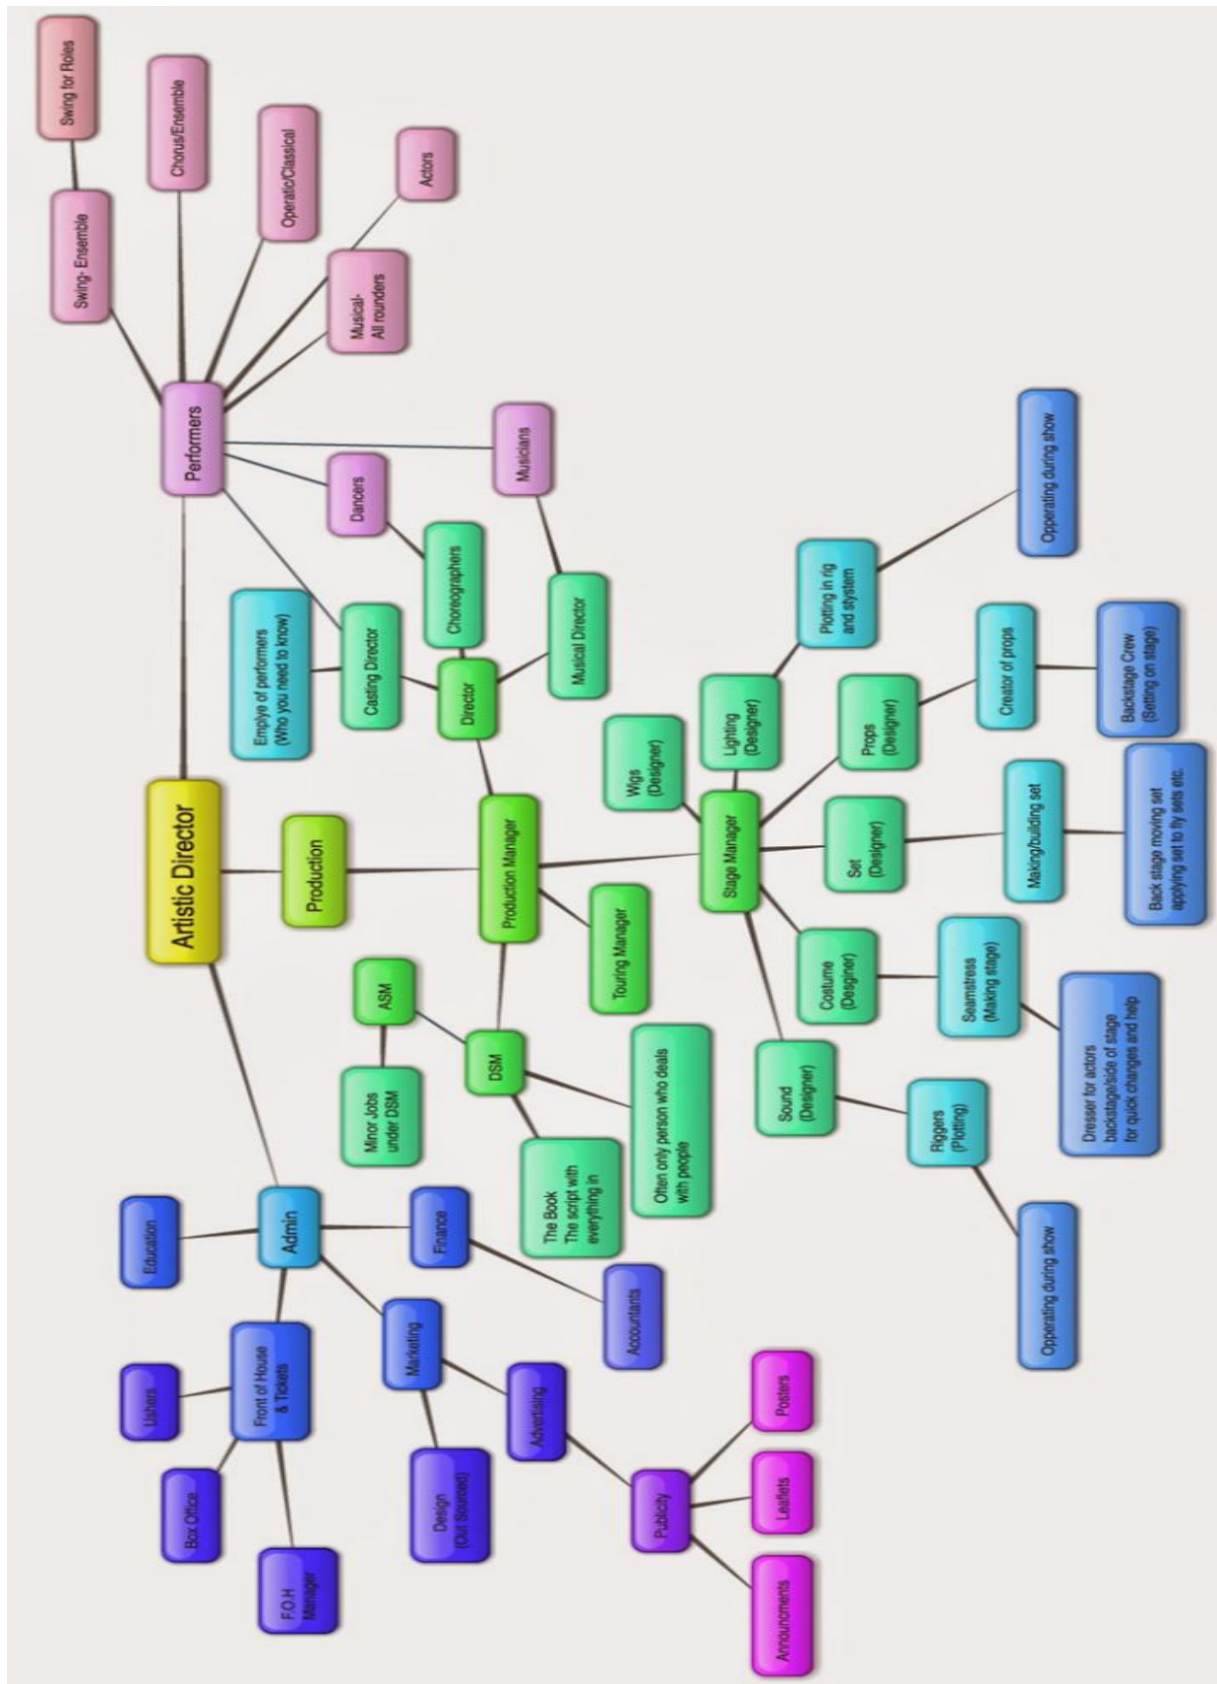 Artistic Director
Admin
Education
Front of House
& Tickets
Ushers
Box Office
F.O.H
Manager
Marketing
Design
(Out Sourced)
Advertising
Publicity
Announcments
Leaflets
Posters
Finance
Accountants
Production
Production Manager
DSM
ASM
Minor Jobs
under DSM
The Book
The script with
everything in
Often only person who deals
with people
Touring Manager
Director
Casting Director
Emplye of performers
(Who you need to know)
Choreographers
Musical Director
Stage Manager
Sound
(Designer)
Riggers
(Plotting)
Opperating during show
Costume
(Desginer)
Seamstress
(Making stage)
Dresser for actors
backstage/side of stage
for quick changes and help
Set
(Designer)
Making/building set
Back stage moving set
applying set to fly sets etc.
Props
(Designer)
Creator of props
Backstage Crew
(Setting on stage)
Lighting
(Designer)
Plotting in rig
and stystem
Opperating during show
Wigs
(Designer)
Performers
Dancers
Musicians
Swing- Ensemble
Swing for Roles
Chorus/Ensemble
Operatic/Classical
Musical-
All rounders
Actors